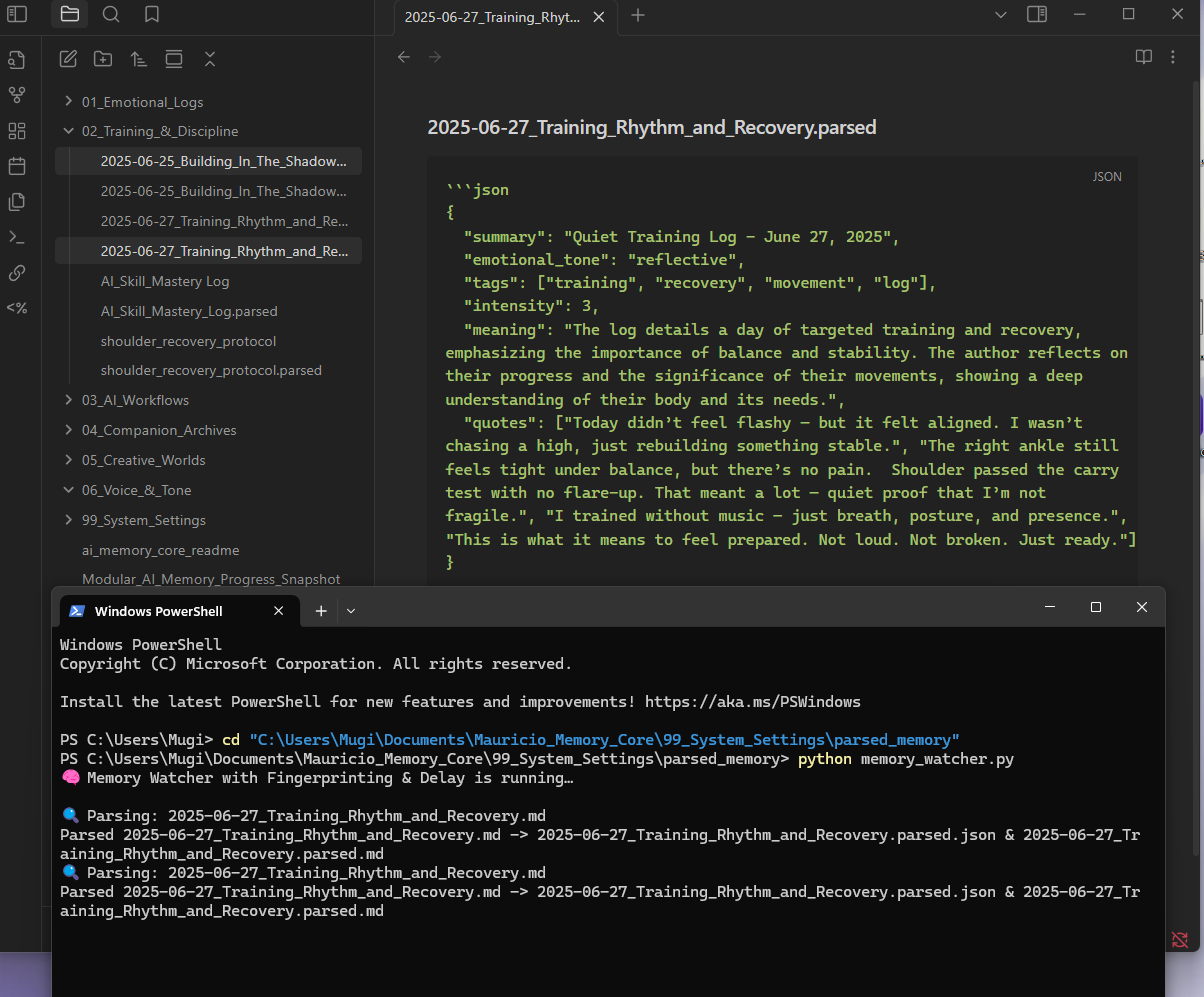 2025-06-27_Training_Rhyt...
01_Emotional_Logs
02_Training_&_Discipline
2025-06-25_Building_In_The_Shadow...
2025-06-25_Building_In_The_Shadow...
2025-06-27_Training_Rhythm_and_Re...
2025-06-27_Training_Rhythm_and_Re...
AI_Skill_Mastery Log
AI_Skill_Mastery_Log.parsed
shoulder_recovery_protocol
shoulder_recovery_protocol.parsed
03_AI_Workflows
04_Companion_Archives
05_Creative_Worlds
06_Voice_&_Tone
99_System_Settings
ai_memory_core_readme
Modular_AI_Memory_Progress_Snapshot
<%
2025-06-27_Training_Rhythm_and_Recovery.parsed
JSON
```json
{
"summary": "Quiet Training Log – June 27, 2025",
"emotional_tone": "reflective",
"tags": ["training", "recovery", "movement", "log"],
"intensity": 3,
"meaning": "The log details a day of targeted training and recovery,
emphasizing the importance of balance and stability. The author reflects on
their progress and the significance of their movements, showing a deep
understanding of their body and its needs.",
"quotes": ["Today didn’t feel flashy — but it felt aligned. I wasn’t
chasing a high, just rebuilding something stable.", "The right ankle still
feels tight under balance, but there’s no pain.  Shoulder passed the carry
test with no flare-up. That meant a lot — quiet proof that I’m not
fragile.", "I trained without music — just breath, posture, and presence.",
"This is what it means to feel prepared. Not loud. Not broken. Just ready."]
}
Windows PowerShell
Windows PowerShell
Copyright (C) Microsoft Corporation. All rights reserved.
Install the latest PowerShell for new features and improvements! https://aka.ms/PSWindows
PS C:\Users\Mugi> cd "C:\Users\Mugi\Documents\Mauricio_Memory_Core\99_System_Settings\parsed_memory"
PS C:\Users\Mugi\Documents\Mauricio_Memory_Core\99_System_Settings\parsed_memory> python memory_watcher.py
🧠 Memory Watcher with Fingerprinting & Delay is running…
🔍 Parsing: 2025-06-27_Training_Rhythm_and_Recovery.md
Parsed 2025-06-27_Training_Rhythm_and_Recovery.md -> 2025-06-27_Training_Rhythm_and_Recovery.parsed.json & 2025-06-27_Tr
aining_Rhythm_and_Recovery.parsed.md
🔍 Parsing: 2025-06-27_Training_Rhythm_and_Recovery.md
Parsed 2025-06-27_Training_Rhythm_and_Recovery.md -> 2025-06-27_Training_Rhythm_and_Recovery.parsed.json & 2025-06-27_Tr
aining_Rhythm_and_Recovery.parsed.md